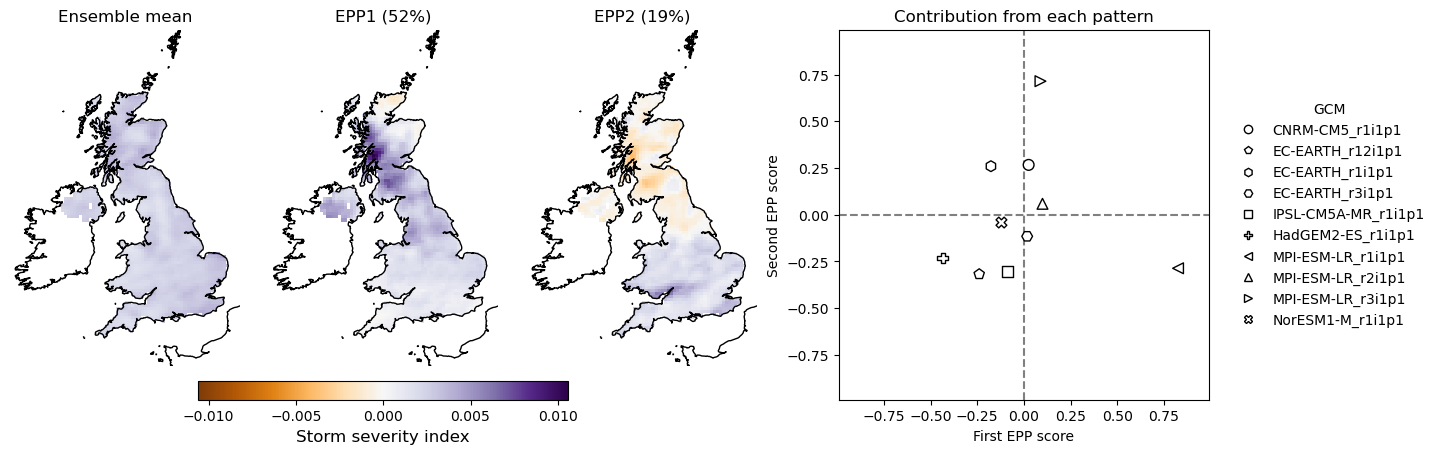 Ensemble mean
EPP1 (52%)
EPP2 (19%)
−0.010 −0.005 0.000 0.005 0.010
Storm severity index
Contribution from each pattern
Second EPP score
0.75
0.50
0.25
0.00
−0.25
−0.50
−0.75
−0.75 −0.50 −0.25 0.00 0.25 0.50 0.75
First EPP score
GCM
CNRM-CM5_r1i1p1
EC-EARTH_r12i1p1
EC-EARTH_r1i1p1
EC-EARTH_r3i1p1
IPSL-CM5A-MR_r1i1p1
HadGEM2-ES_r1i1p1
MPI-ESM-LR_r1i1p1
MPI-ESM-LR_r2i1p1
MPI-ESM-LR_r3i1p1
NorESM1-M_r1i1p1